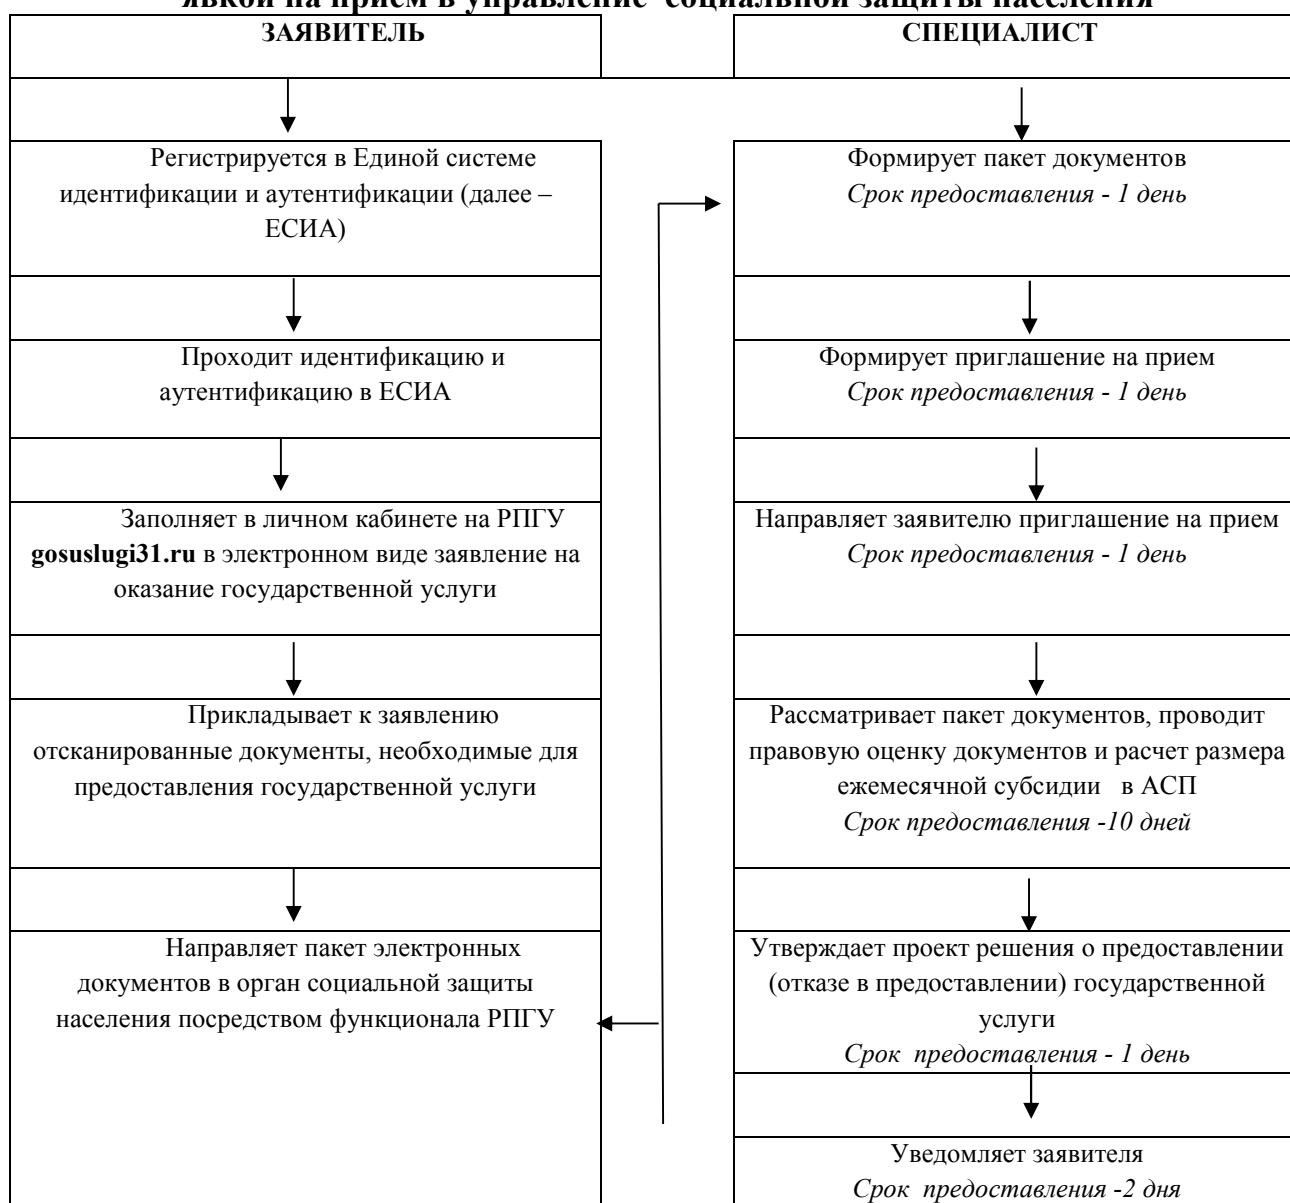 явкой на прием в управление социальной защиты населения
ЗАЯВИТЕЛЬ
Регистрируется в Единой системе
идентификации и аутентификации (далее –
ЕСИА)
Проходит идентификацию и
аутентификацию в ЕСИА
Заполняет в личном кабинете на РПГУ
gosuslugi31.ru в электронном виде заявление на
оказание государственной услуги
Прикладывает к заявлению
отсканированные документы, необходимые для
предоставления государственной услуги
Направляет пакет электронных
документов в орган социальной защиты
населения посредством функционала РПГУ
СПЕЦИАЛИСТ
Формирует пакет документов
Срок предоставления - 1 день
Формирует приглашение на прием
Срок предоставления - 1 день
Направляет заявителю приглашение на прием
Срок предоставления - 1 день
Рассматривает пакет документов, проводит
правовую оценку документов и расчет размера
ежемесячной субсидии в АСП
Срок предоставления -10 дней
Утверждает проект решения о предоставлении
(отказе в предоставлении) государственной
услуги
Срок предоставления - 1 день
Уведомляет заявителя
Срок предоставления -2 дня